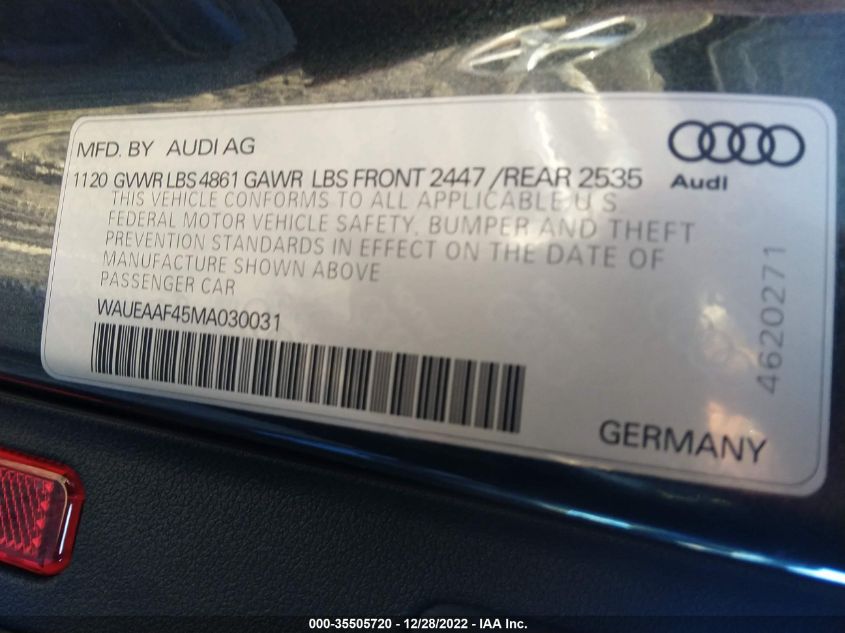 MFD. BY AUDI AG
1120 GVWR LBS 4861 GAWR LBS FRONT 2447 /REAR 2535
THIS VEHICLE CONFORMS TO ALL APPLICABLE U S
FEDERAL MOTOR VEHICLE SAFETY, BUMPER AND THEFT
PREVENTION STANDARDS IN EFFECT ON THE DATE OF
MANUFACTURE SHOWN ABOVE
PASSENGER CAR
WAUEAAF45MA030031
Audi
4620271
GERMANY
000-35505720 - 12/28/2022 - IAA Inc.